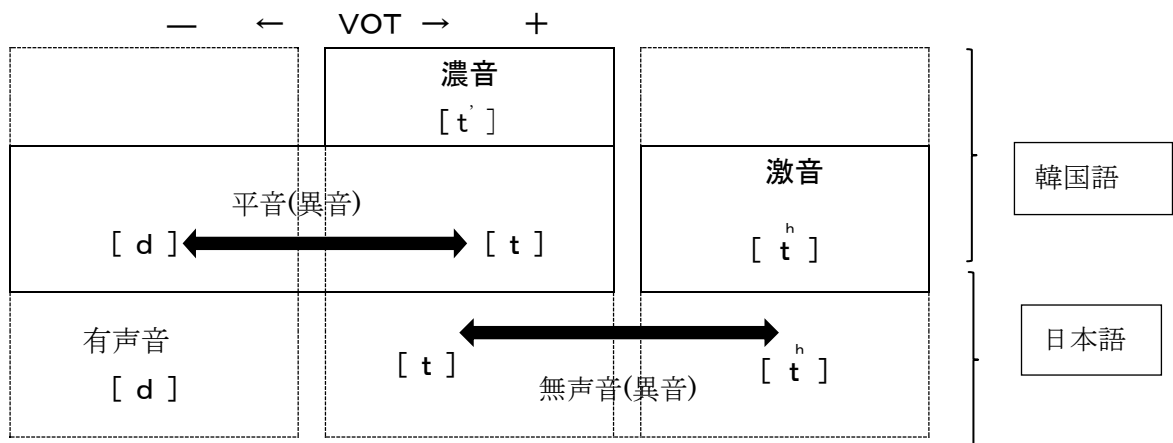 ― ← VOT → ＋
濃音
[ t' ]
激音
韓国語
平音(異音)
[ d ] [ t ] [ tʰ ]
有声音
日本語
[ t ] [ tʰ ]
無声音(異音)
[ d ]